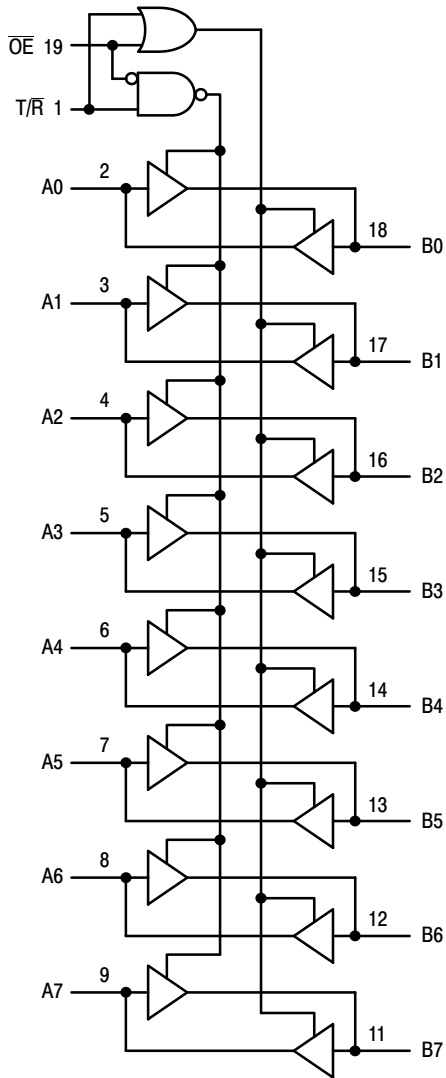 O̅E̅ 19
T/R̅ 1
A0 2
18 B0
A1 3
17 B1
A2 4
16 B2
A3 5
15 B3
A4 6
14 B4
A5 7
13 B5
A6 8
12 B6
A7 9
11 B7